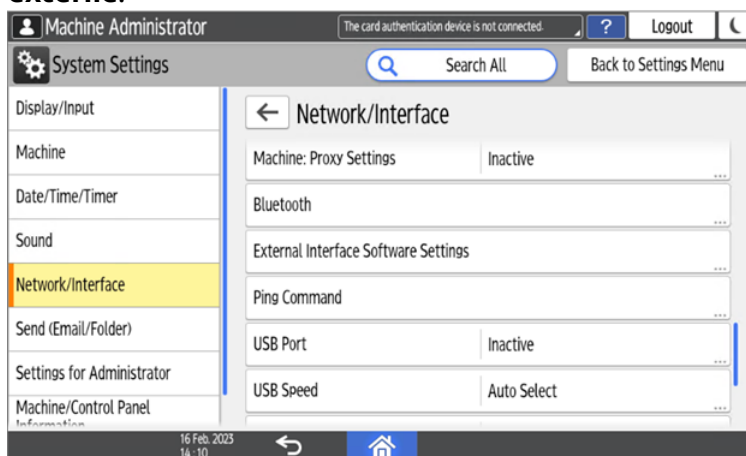 Machine Administrator
The card authentication device is not connected.
?
Logout
System Settings
Search All
Back to Settings Menu
Display/Input
Machine
Date/Time/Timer
Sound
Network/Interface
Send (Email/Folder)
Settings for Administrator
Machine/Control Panel
Information
Network/Interface
Machine: Proxy Settings Inactive
Bluetooth
External Interface Software Settings
Ping Command
USB Port Inactive
USB Speed Auto Select
16 Feb. 2023
14:10